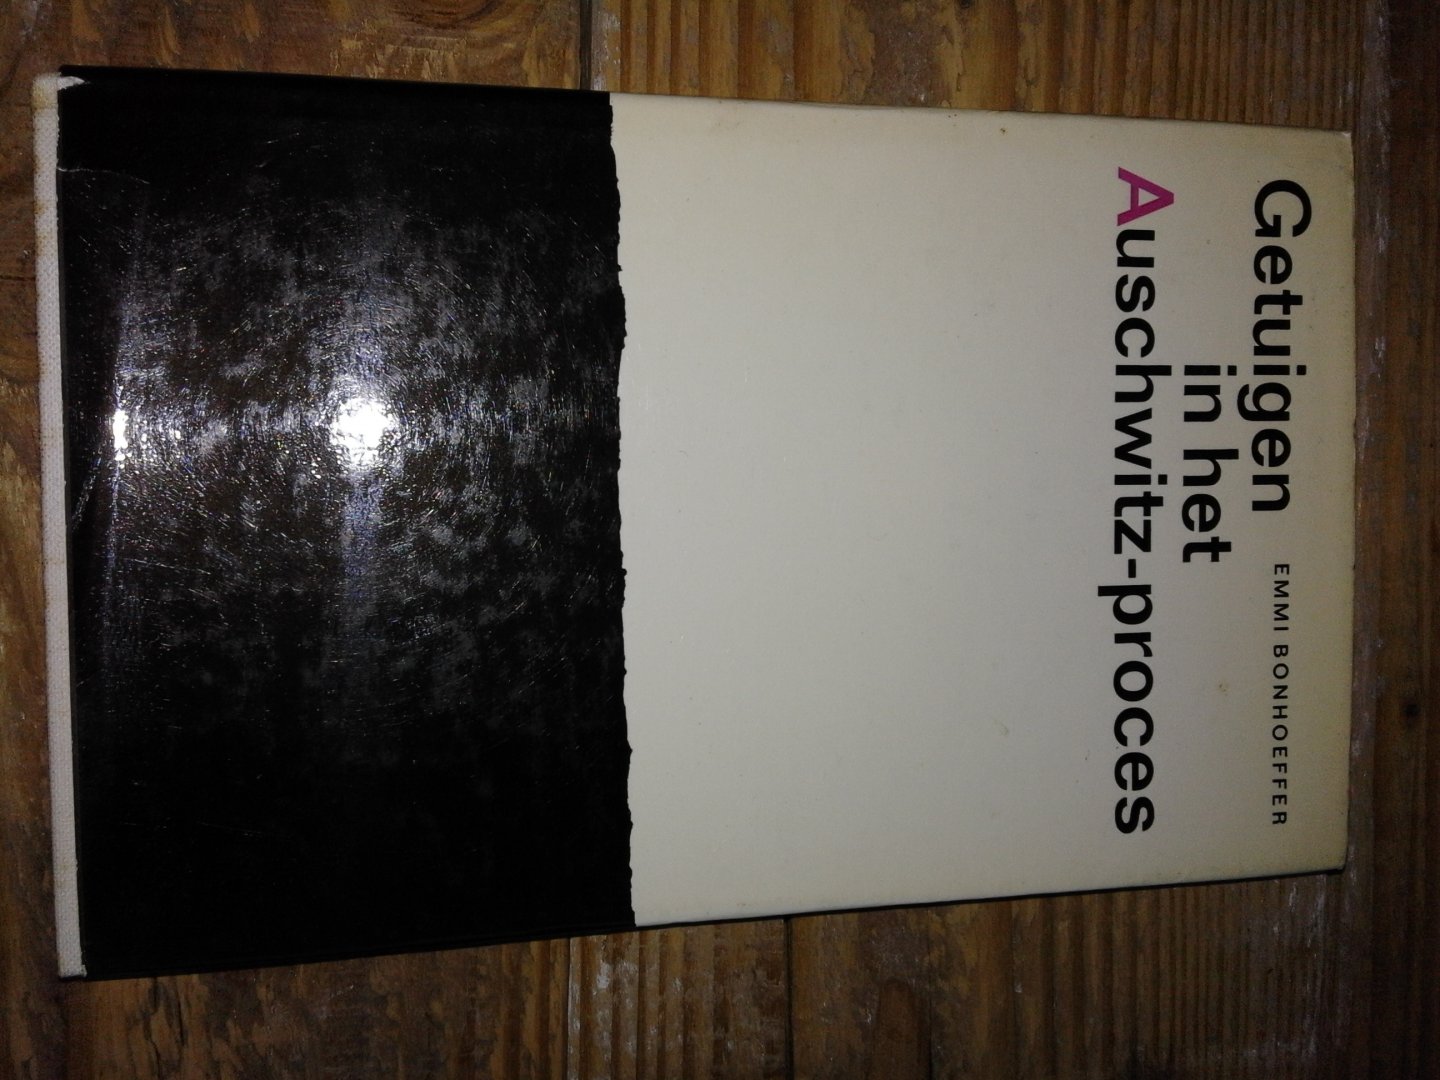 EMMI BONHOEFFER
Getuigen
in het
Auschwitz-proces